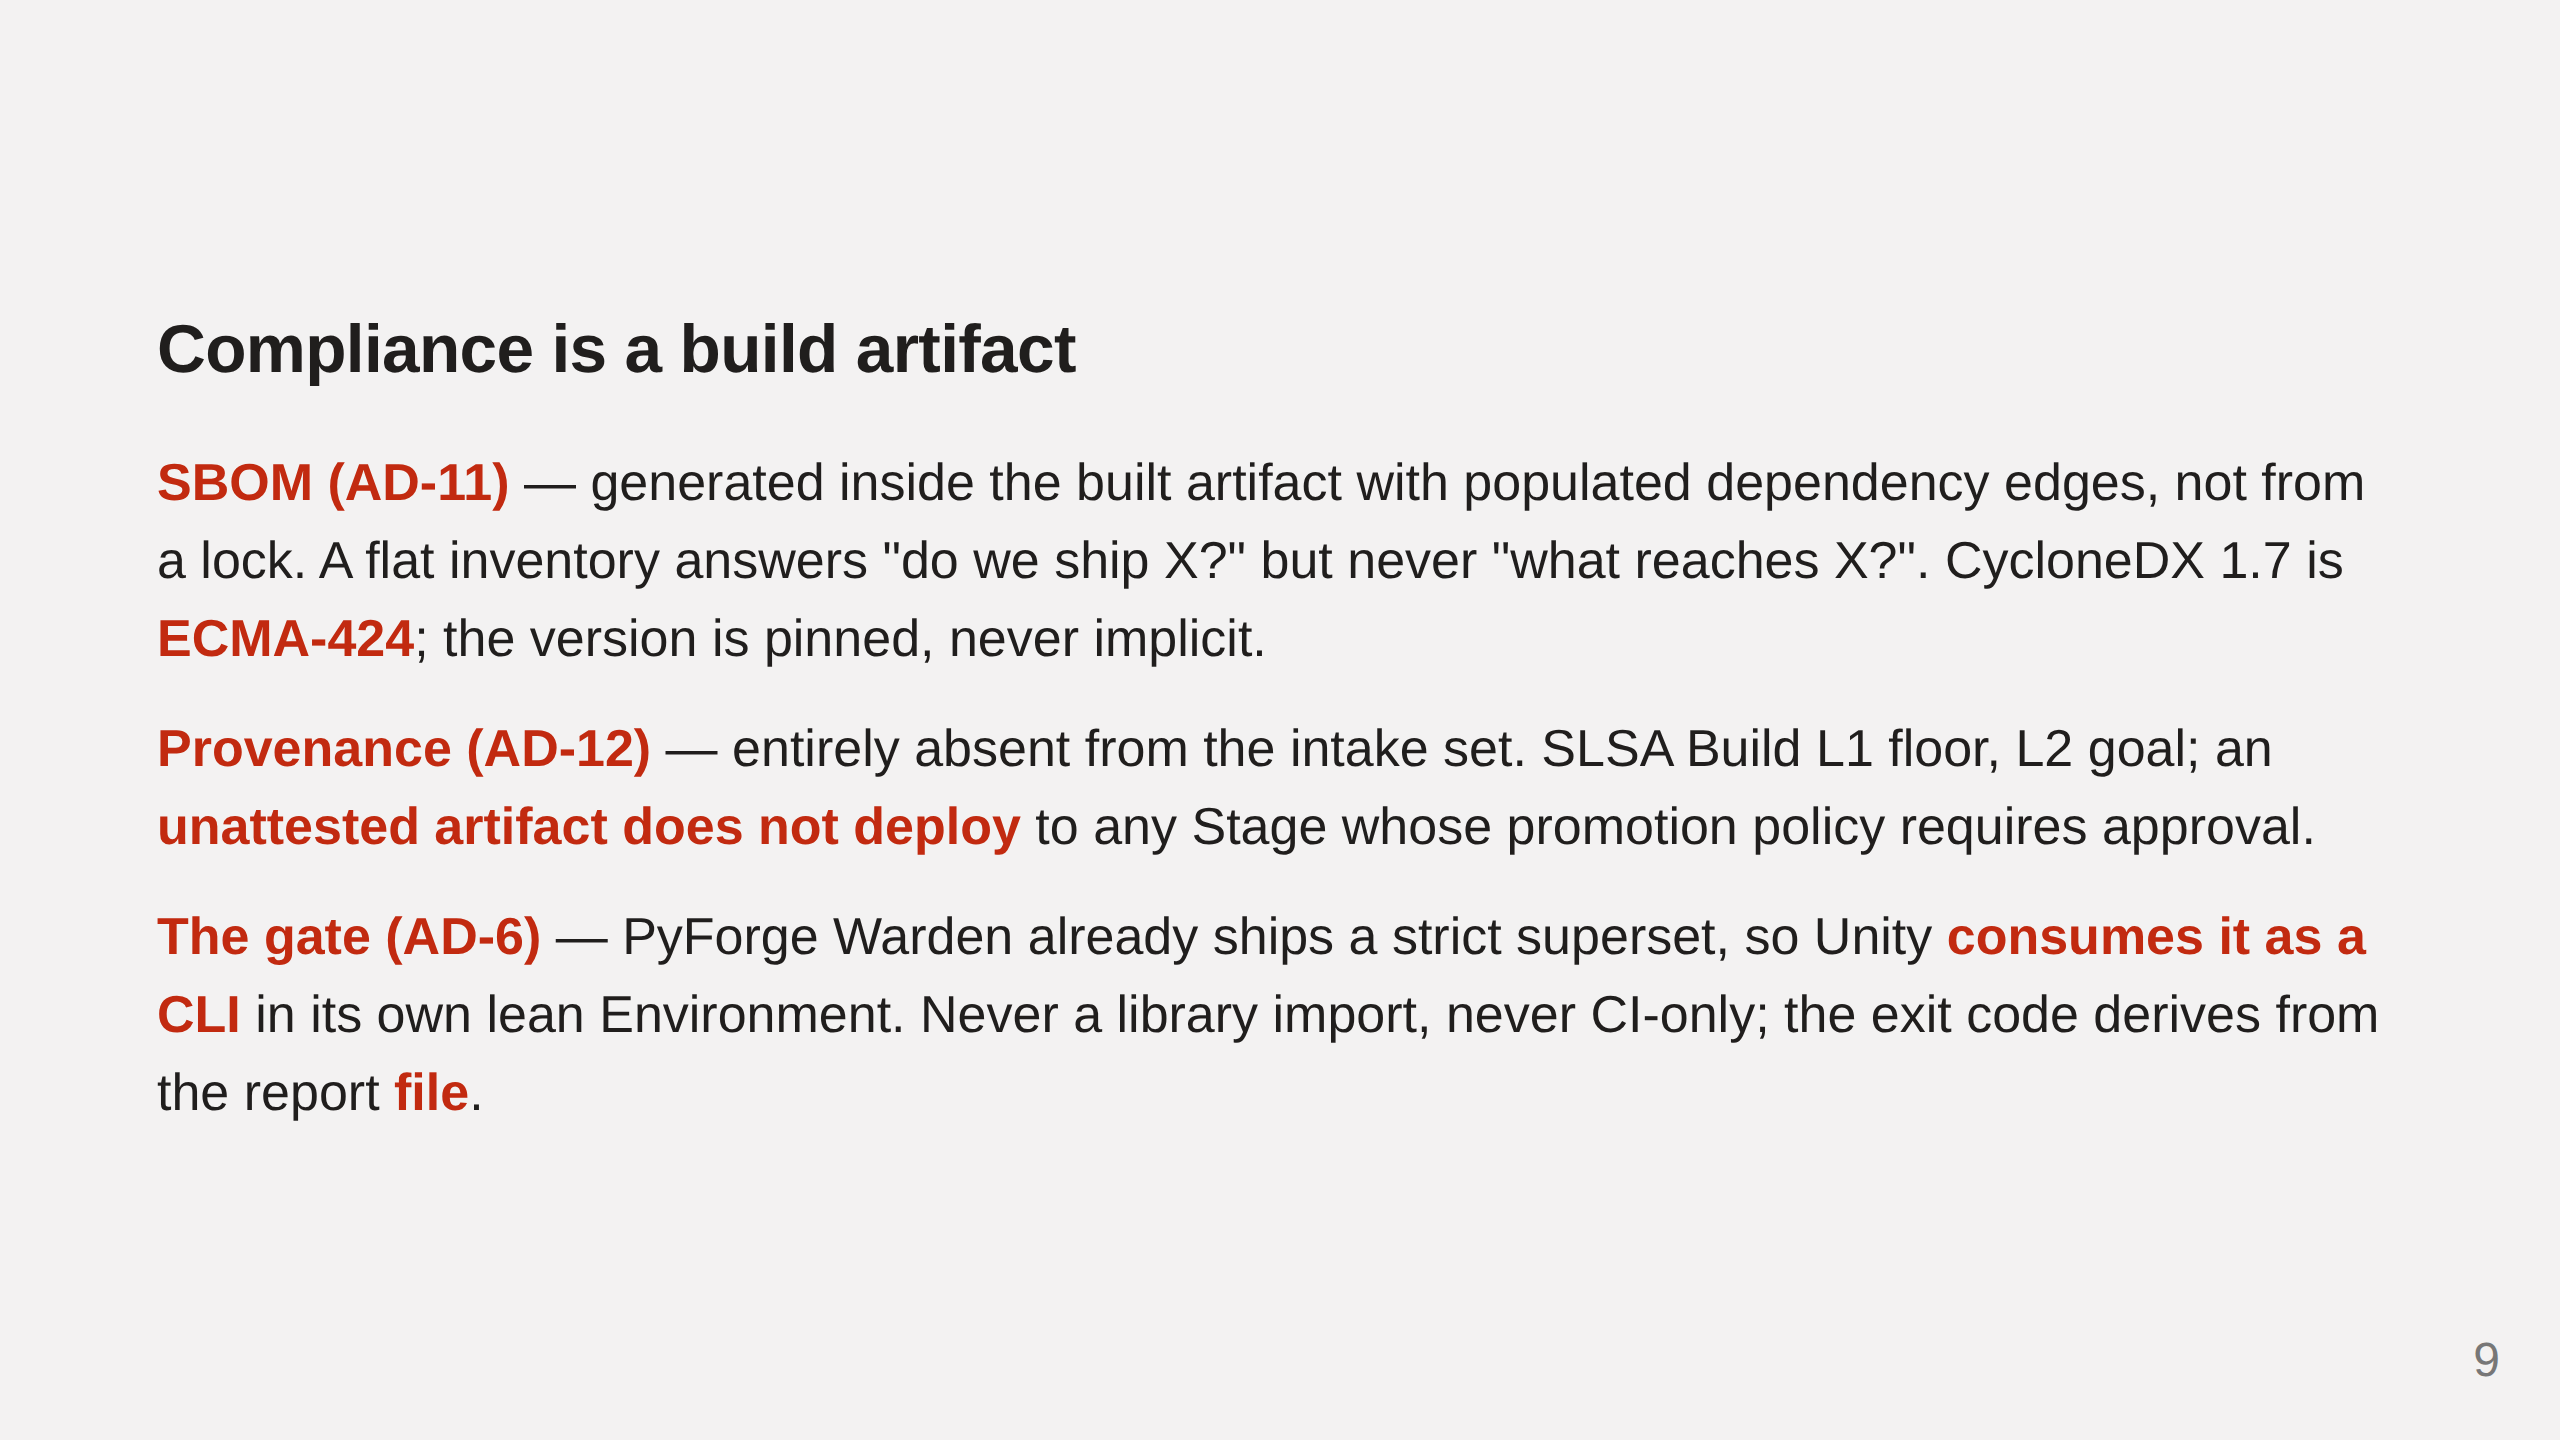 Compliance is a build artifact
SBOM (AD-11) — generated inside the built artifact with populated dependency edges, not from
a lock. A flat inventory answers "do we ship X?" but never "what reaches X?". CycloneDX 1.7 is
ECMA-424; the version is pinned, never implicit.
Provenance (AD-12) — entirely absent from the intake set. SLSA Build L1 floor, L2 goal; an
unattested artifact does not deploy to any Stage whose promotion policy requires approval.
The gate (AD-6) — PyForge Warden already ships a strict superset, so Unity consumes it as a
CLI in its own lean Environment. Never a library import, never CI-only; the exit code derives from
the report file.
9